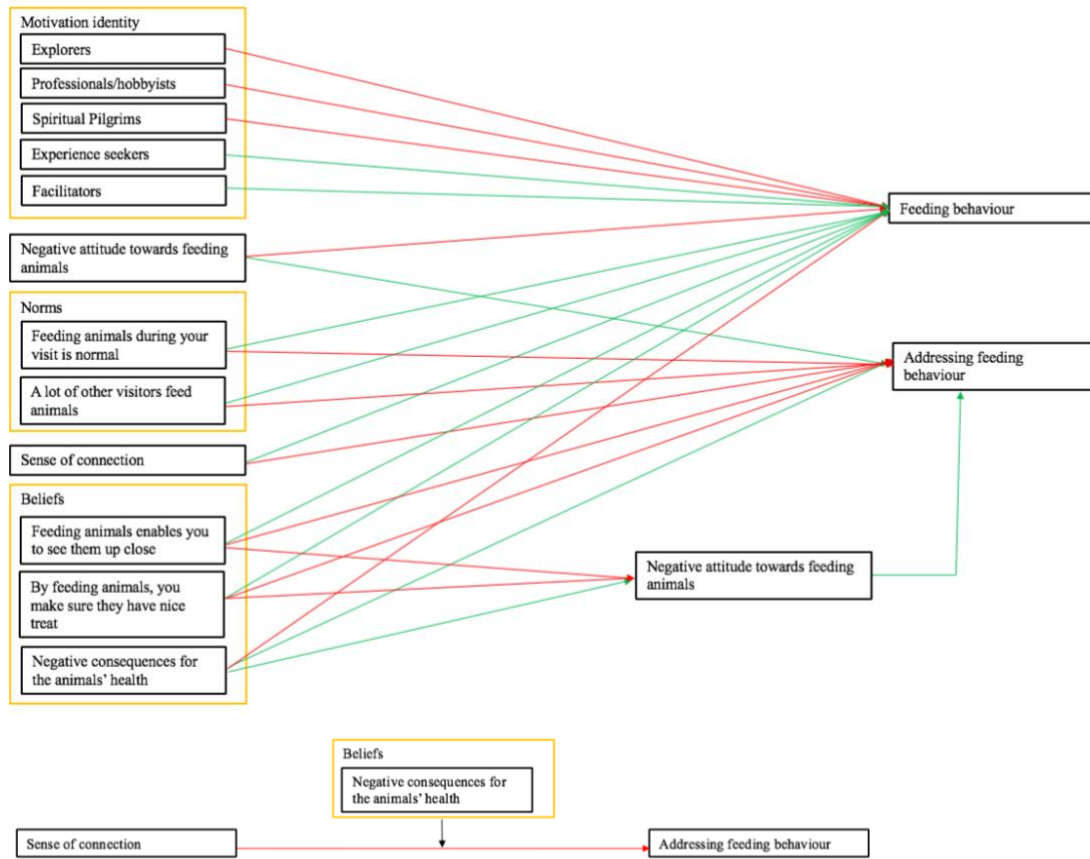 Motivation identity
Explorers
Professionals/hobbyists
Spiritual Pilgrims
Experience seekers
Facilitators
Feeding behaviour
Negative attitude towards feeding
animals
Norms
Feeding animals during your
visit is normal
A lot of other visitors feed
animals
Addressing feeding
behaviour
Sense of connection
Beliefs
Feeding animals enables you
to see them up close
By feeding animals, you
make sure they have nice
treat
Negative consequences for
the animals' health
Negative attitude towards feeding
animals
Beliefs
Negative consequences for
the animals' health
Sense of connection
Addressing feeding behaviour